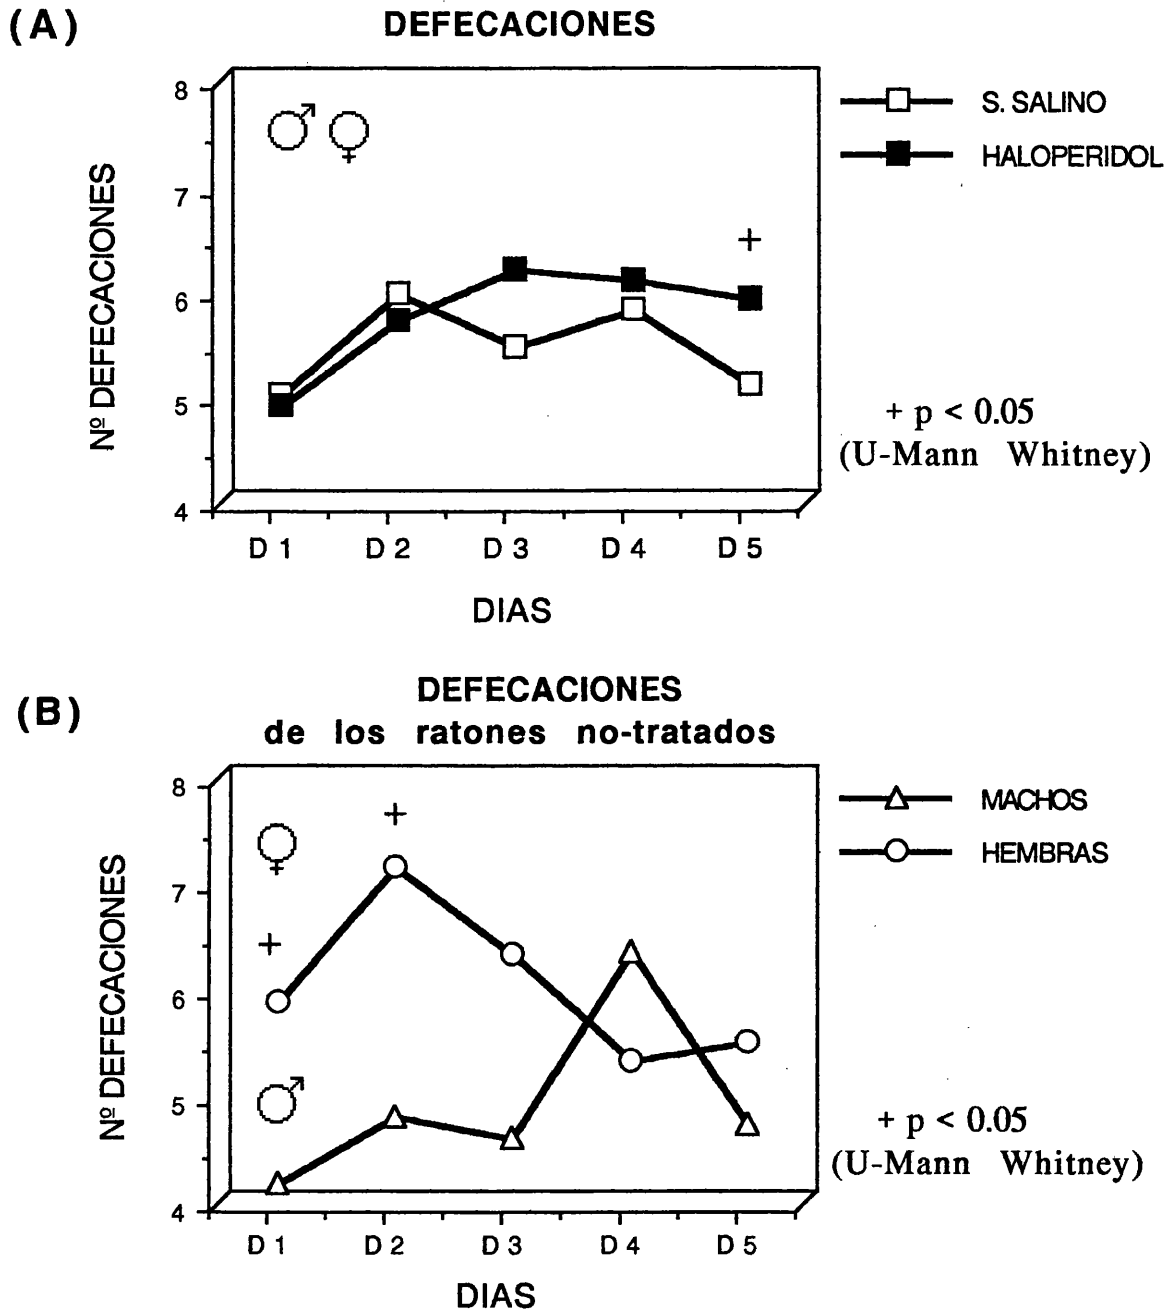 (A)
DEFECACIONES
8
7
6
5
4
Nº DEFECACIONES
S. SALINO
HALOPERIDOL
+
+ p < 0.05
(U-Mann Whitney)
D 1 D 2 D 3 D 4 D 5
DIAS
(B)
DEFECACIONES
de los ratones no-tratados
8
7
6
5
4
Nº DEFECACIONES
MACHOS
HEMBRAS
+
+
+ p < 0.05
(U-Mann Whitney)
D 1 D 2 D 3 D 4 D 5
DIAS